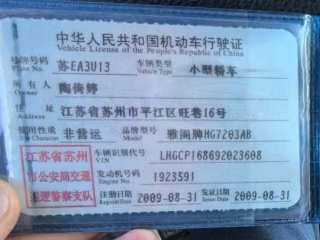 中华人民共和国机动车行驶证
Vehicle License of the People's Republic of China
号牌号码 苏EA3U13 车辆类型 小型轿车
Plate No. Vehicle Type
所有人 陶倚婷
Owner
住址 江苏省苏州市平江区旺巷16号
Address
使用性质 非营运 品牌型号 雅阁牌HG7203AB
江苏省苏州 车辆识别代号 LHGCP168692023608
VIN
市公安局交通 发动机号码 1923591
Engine No.
巡逻警察支队 注册日期 2009-08-31 发证日期 2009-08-31
Register Date Issue Date